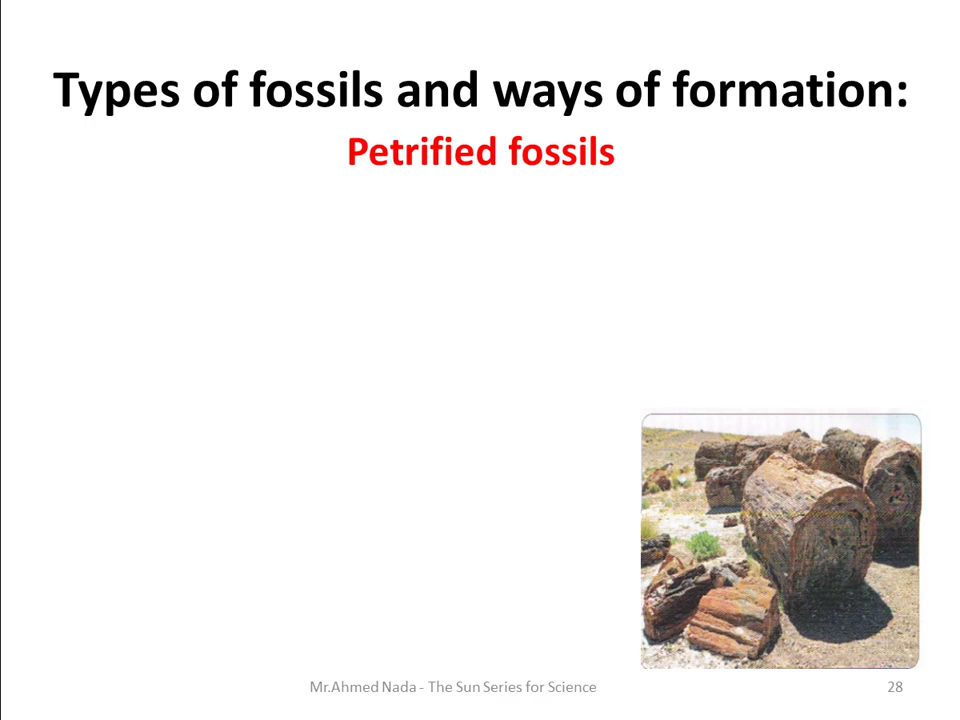 Types of fossils and ways of formation:
Petrified fossils
Mr.Ahmed Nada - The Sun Series for Science
28